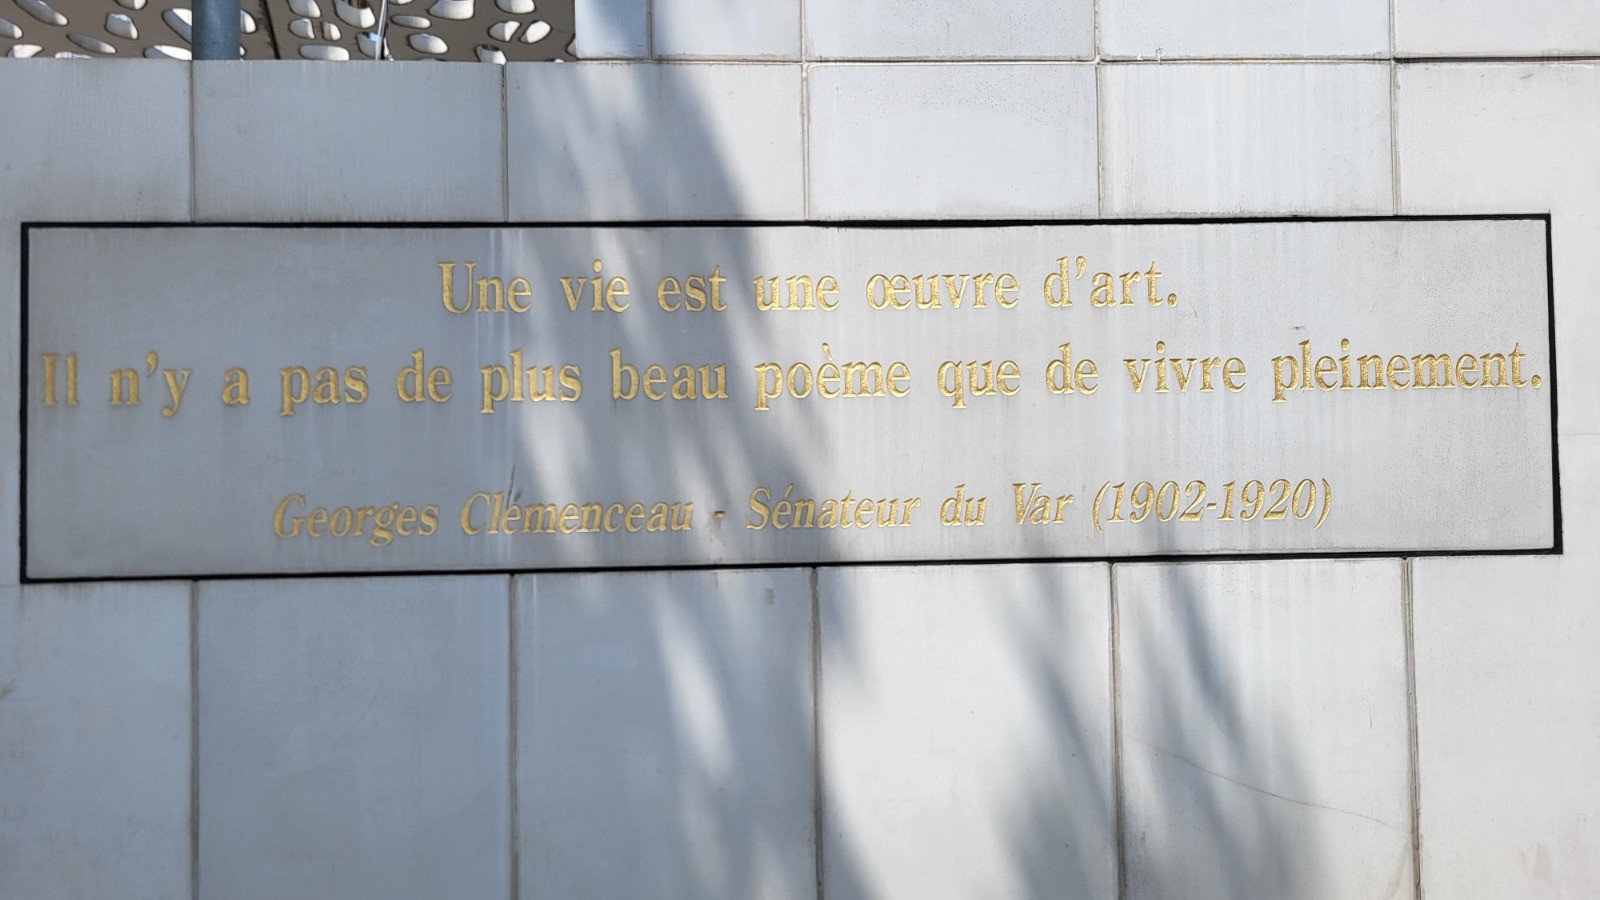 Une vie est une œuvre d'art.
Il n'y a pas de plus beau poème que de vivre pleinement.
Georges Clémenceau - Sénateur du Var (1902-1920)